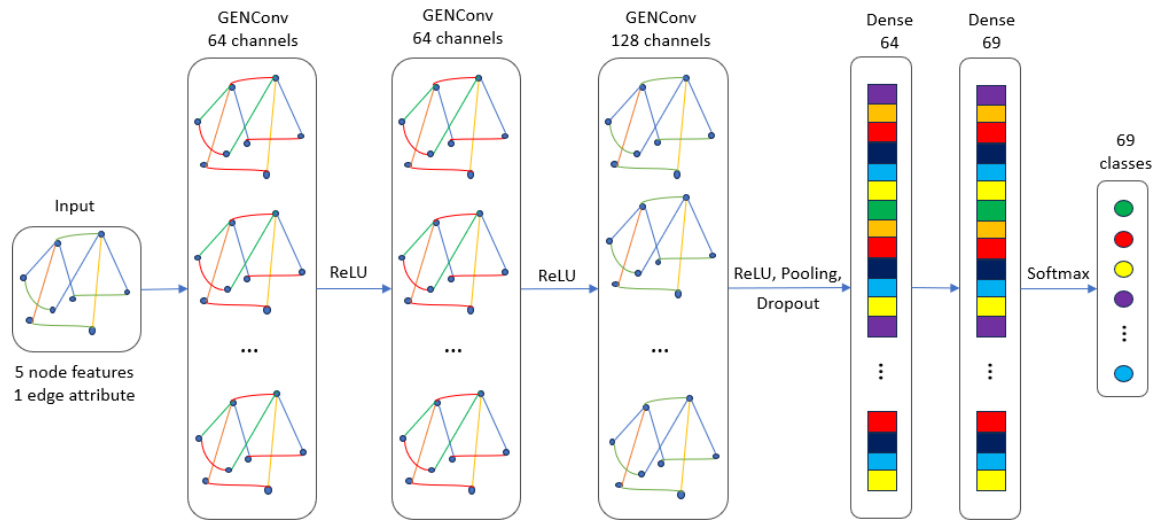 Input
5 node features
1 edge attribute
GENConv
64 channels
...
ReLU
GENConv
64 channels
...
ReLU
GENConv
128 channels
...
ReLU, Pooling,
Dropout
Dense
64
...
Dense
69
...
Softmax
69
classes
...